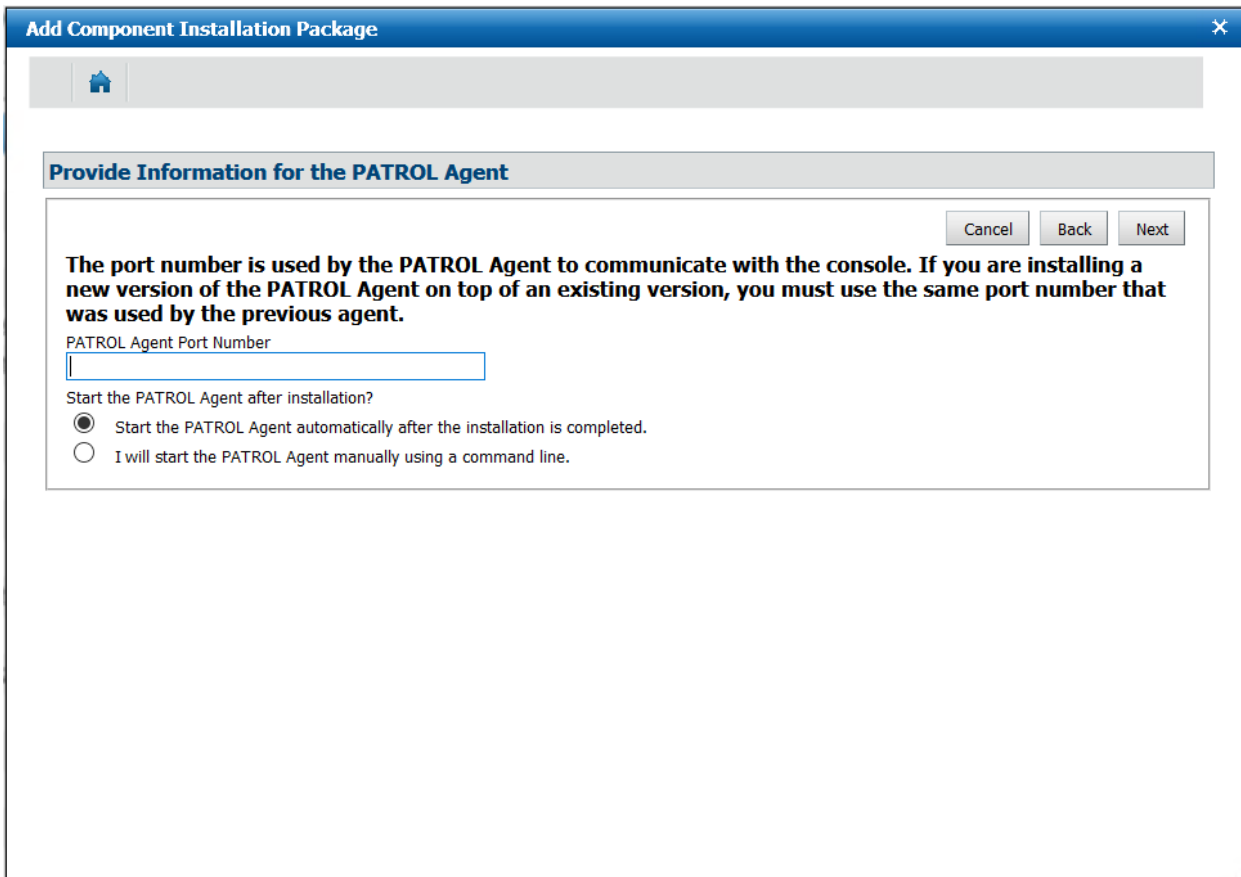 Add Component Installation Package
Provide Information for the PATROL Agent
Cancel Back Next
The port number is used by the PATROL Agent to communicate with the console. If you are installing a
new version of the PATROL Agent on top of an existing version, you must use the same port number that
was used by the previous agent.
PATROL Agent Port Number
Start the PATROL Agent after installation?
Start the PATROL Agent automatically after the installation is completed.
I will start the PATROL Agent manually using a command line.